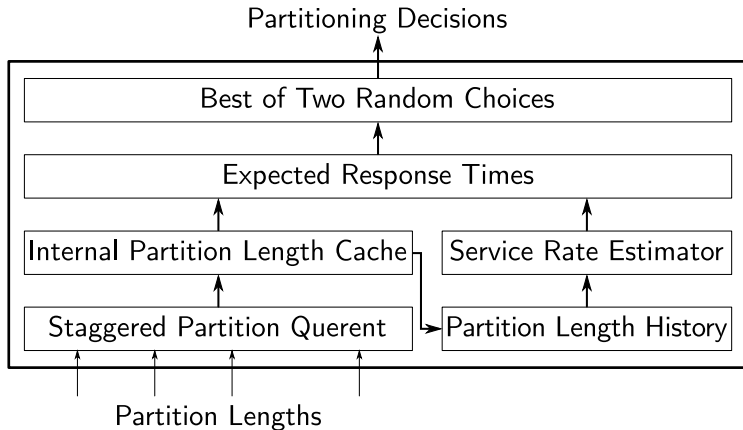 Partitioning Decisions
Best of Two Random Choices
Expected Response Times
Internal Partition Length Cache
Service Rate Estimator
Staggered Partition Querent
Partition Length History
Partition Lengths